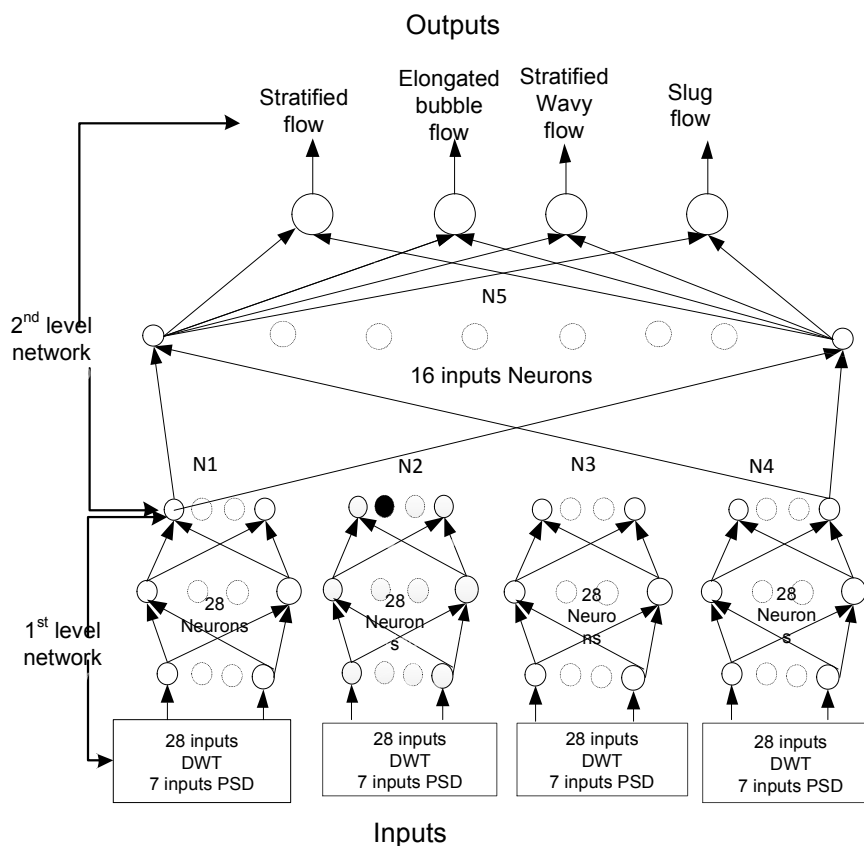 Outputs
Stratified
flow
Elongated
bubble
flow
Stratified
Wavy
flow
Slug
flow
N5
2nd level
network
16 inputs Neurons
N1
N2
N3
N4
1st level
network
28
Neurons
28
Neuron
s
28
Neuro
ns
28
Neuron
s
28 inputs
DWT
7 inputs PSD
28 inputs
DWT
7 inputs PSD
28 inputs
DWT
7 inputs PSD
28 inputs
DWT
7 inputs PSD
Inputs